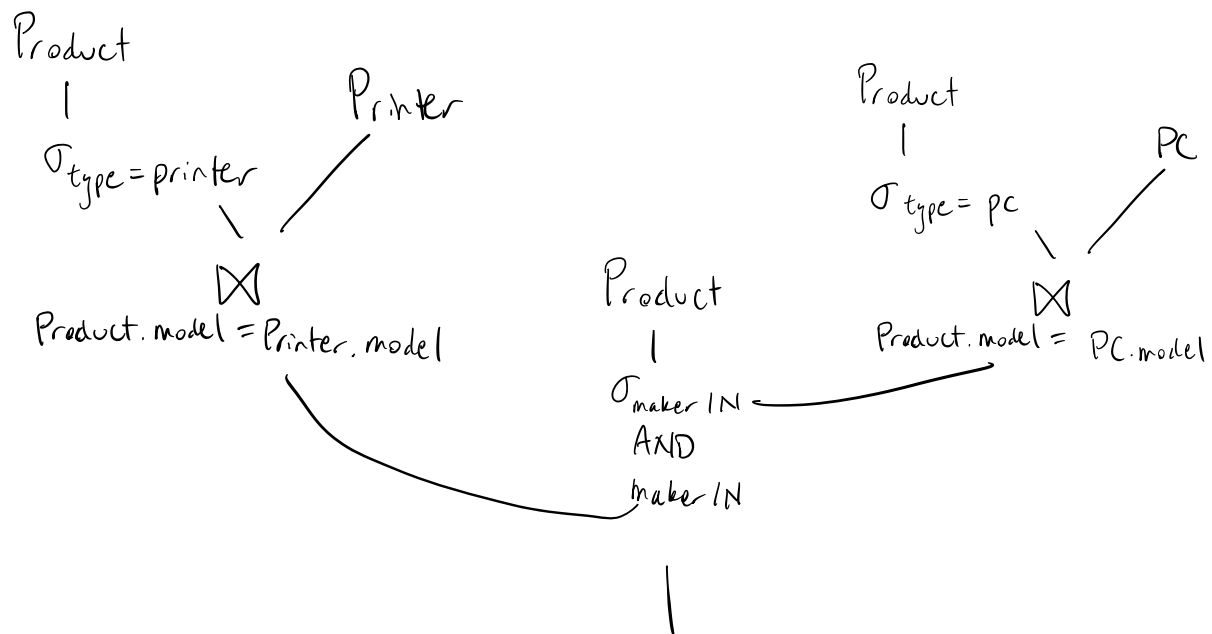 Product
Printer
σtype = printer
⋈
Product.model = Printer.model
Product
σmaker IN
AND
maker IN
Product
PC
σtype = pc
⋈
Product.model = PC.model